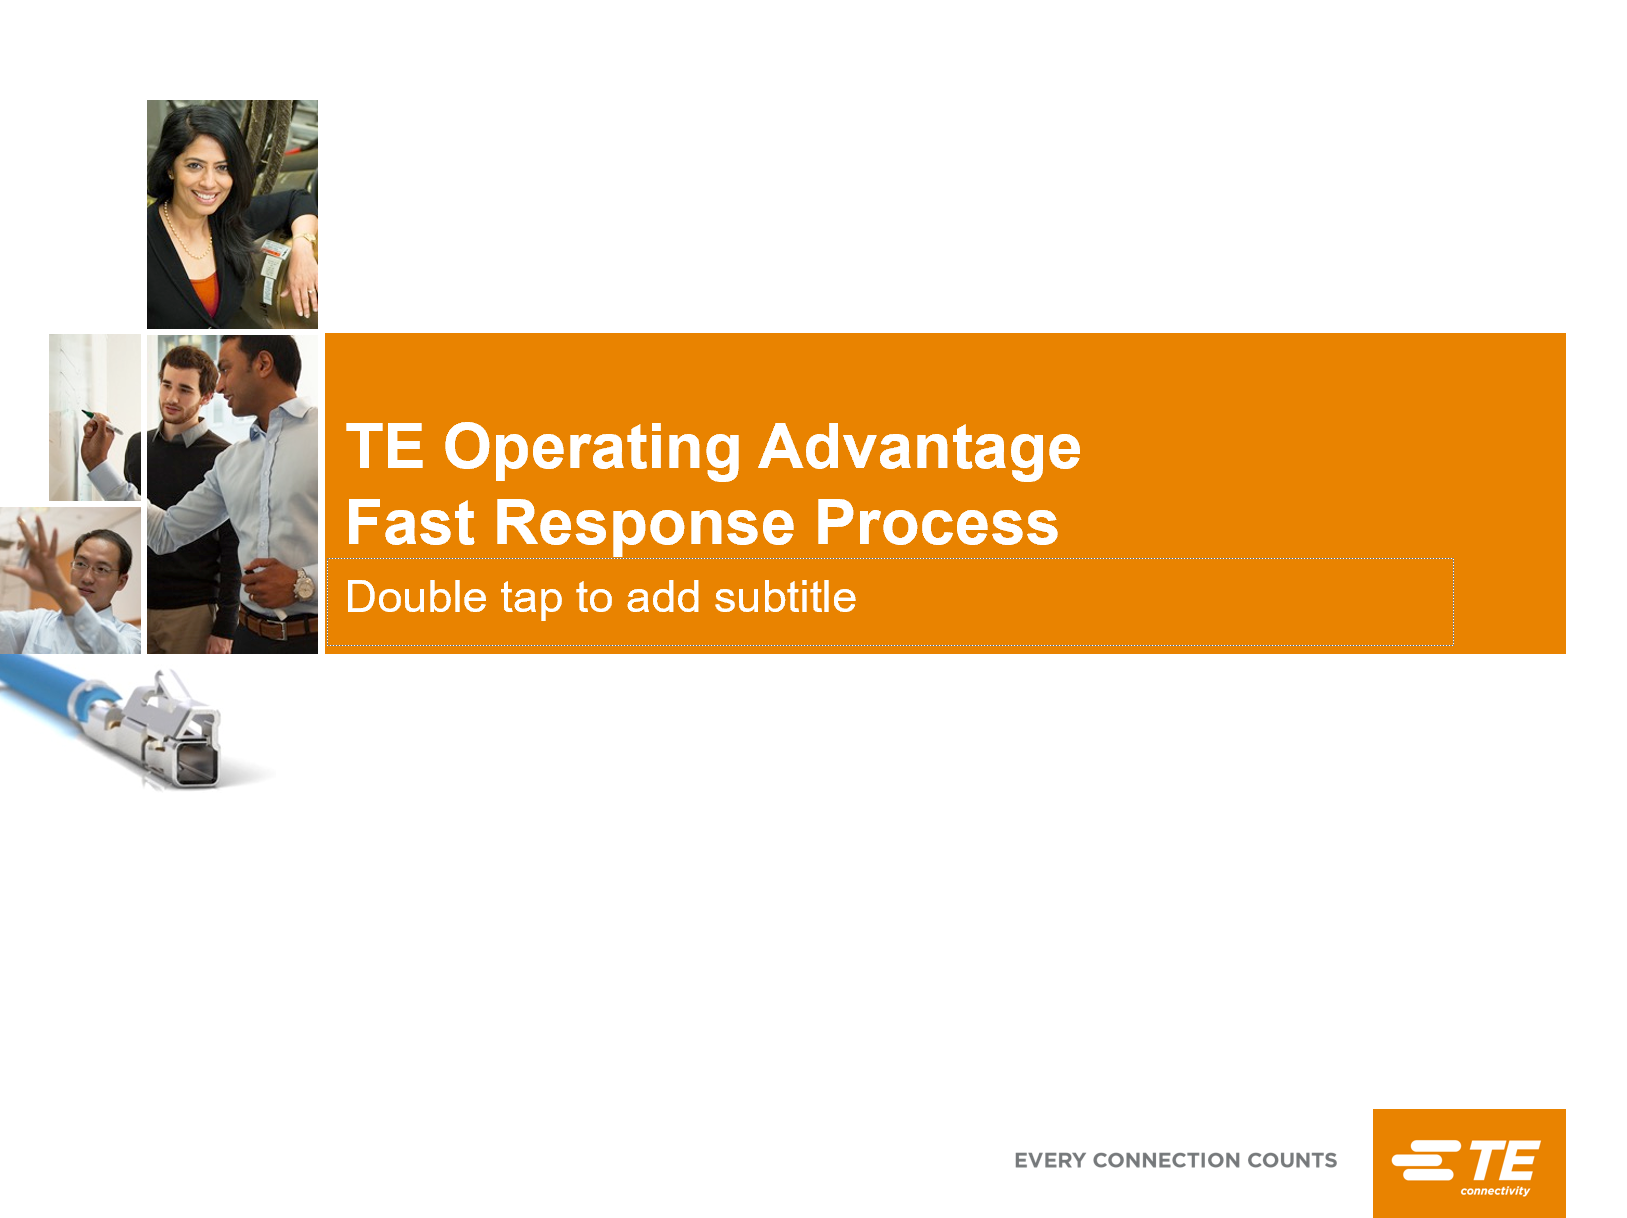 TE Operating Advantage
Fast Response Process
Double tap to add subtitle
EVERY CONNECTION COUNTS
TE
connectivity